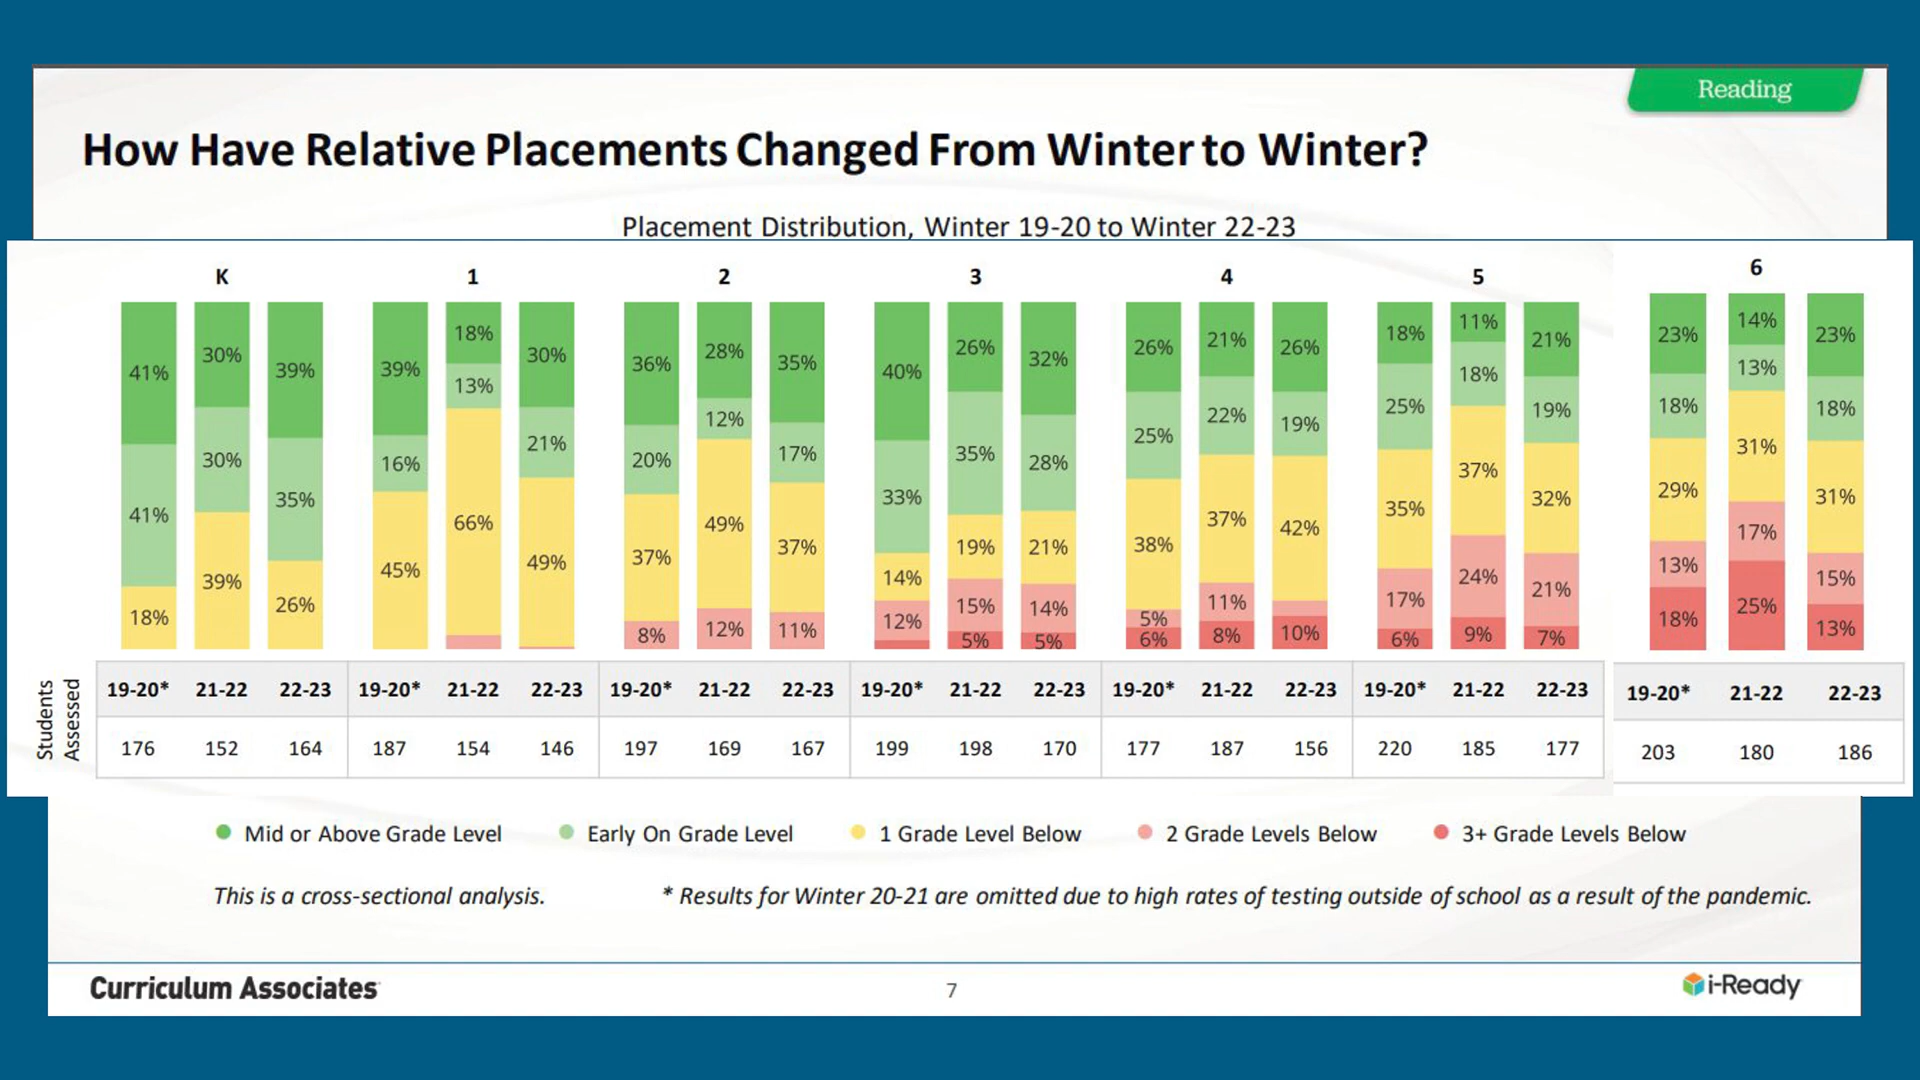 Reading
How Have Relative Placements Changed From Winter to Winter?
Placement Distribution, Winter 19-20 to Winter 22-23
K 1 2 3 4 5 6
41% 30% 39% 39% 18% 30% 36% 28% 35% 40% 26% 32% 26% 21% 26% 18% 11% 21% 23% 14% 23%
41% 30% 35% 16% 13% 21% 20% 12% 17% 33% 35% 28% 25% 22% 19% 25% 18% 19% 18% 13% 18%
18% 39% 26% 45% 66% 49% 37% 49% 37% 14% 19% 21% 38% 37% 42% 35% 37% 32% 29% 31% 31%
8% 12% 11% 12% 15% 14% 5% 11% 17% 24% 21% 13% 17% 15%
5% 5% 6% 8% 10% 6% 9% 7% 18% 25% 13%
Students
Assessed
19-20* 21-22 22-23 19-20* 21-22 22-23 19-20* 21-22 22-23 19-20* 21-22 22-23 19-20* 21-22 22-23 19-20* 21-22 22-23 19-20* 21-22 22-23
176 152 164 187 154 146 197 169 167 199 198 170 177 187 156 220 185 177 203 180 186
Mid or Above Grade Level Early On Grade Level 1 Grade Level Below 2 Grade Levels Below 3+ Grade Levels Below
This is a cross-sectional analysis. * Results for Winter 20-21 are omitted due to high rates of testing outside of school as a result of the pandemic.
Curriculum Associates 7 i-Ready